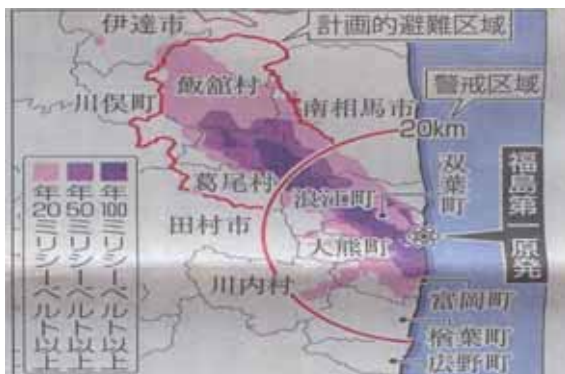 伊達市
計画的避難区域
飯舘村
川俣町
南相馬市
警戒区域
20km
葛尾村
浪江町
双葉町
福島第一原発
田村市
大熊町
川内村
富岡町
楢葉町
広野町
年100ミリシーベルト以上
年50ミリシーベルト以上
年20ミリシーベルト以上